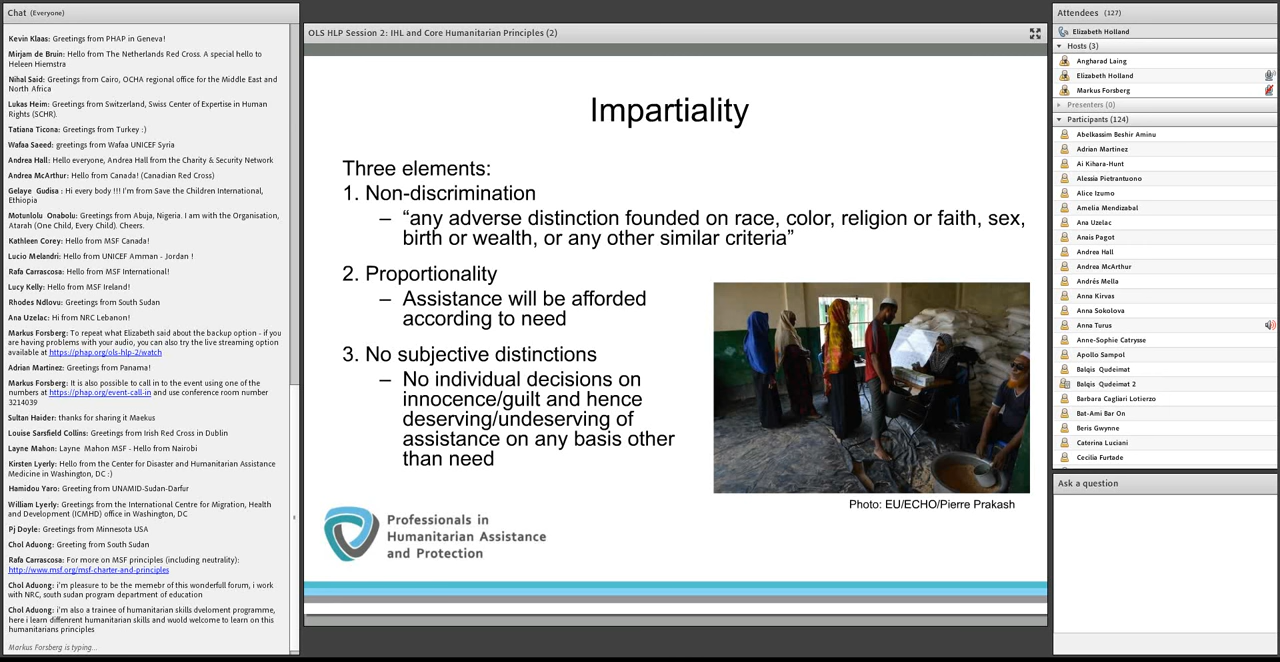 Chat (Everyone)
Kevin Klaas: Greetings from PHAP in Geneva!
Mirjam de Bruin: Hello from The Netherlands Red Cross. A special hello to
Heleen Hiemstra
Nihal Said: Greetings from Cairo, OCHA regional office for the Middle East and
North Africa
Lukas Heim: Greetings from Switzerland, Swiss Center of Expertise in Human
Rights (SCHR).
Tatiana Ticona: Greetings from Turkey :)
Wafaa Saeed: greetings from Wafaa UNICEF Syria
Andrea Hall: Hello everyone, Andrea Hall from the Charity & Security Network
Andrea McArthur: Hello from Canada! (Canadian Red Cross)
Gelaye Gudisa : Hi every body !!! I'm from Save the Children International,
Ethiopia
Motunlolu Onabolu: Greetings from Abuja, Nigeria. I am with the Organisation,
Atarah (One Child, Every Child). Cheers.
Kathleen Corey: Hello from MSF Canada!
Lucio Melandri: Hello from UNICEF Amman - Jordan !
Rafa Carrascosa: Hello from MSF International!
Lucy Kelly: Hello from MSF Ireland!
Rhodes Ndlovu: Greetings from South Sudan
Ana Uzelac: Hi from NRC Lebanon!
Markus Forsberg: To repeat what Elizabeth said about the backup option - if you
are having problems with your audio, you can also try the live streaming option
available at https://phap.org/ols-hlp-2/watch
Adrian Martinez: Greetings from Panama!
Markus Forsberg: It is also possible to call in to the event using one of the
numbers at https://phap.org/event-call-in and use conference room number
3214039
Sultan Haider: thanks for sharing it Maekus
Louise Sarsfield Collins: Greetings from Irish Red Cross in Dublin
Layne Mahon: Layne Mahon MSF - Hello from Nairobi
Kirsten Lyerly: Hello from the Center for Disaster and Humanitarian Assistance
Medicine in Washington, DC :)
Hamidou Yaro: Greeting from UNAMID-Sudan-Darfur
William Lyerly: Greetings from the International Centre for Migration, Health
and Development (ICMHD) office in Washington, DC
Pj Doyle: Greetings from Minnesota USA
Chol Aduong: Greeting from South Sudan
Rafa Carrascosa: For more on MSF principles (including neutrality):
http://www.msf.org/msf-charter-and-principles
Chol Aduong: i'm pleasure to be the memebr of this wonderfull forum, i work
with NRC, south sudan program department of education
Chol Aduong: i'm also a trainee of humanitarian skills dveloment programme,
here i learn diffenrent humanitarian skills and wuold welcome to learn on this
humanitarians principles
Markus Forsberg is typing...
OLS HLP Session 2: IHL and Core Humanitarian Principles (2)
Impartiality
Three elements:
1. Non-discrimination
– “any adverse distinction founded on race, color, religion or faith, sex,
birth or wealth, or any other similar criteria”
2. Proportionality
– Assistance will be afforded
according to need
3. No subjective distinctions
– No individual decisions on
innocence/guilt and hence
deserving/undeserving of
assistance on any basis other
than need
Photo: EU/ECHO/Pierre Prakash
Professionals in
Humanitarian Assistance
and Protection
Attendees (127)
Elizabeth Holland
Hosts (3)
Angharad Laing
Elizabeth Holland
Markus Forsberg
Presenters (0)
Participants (124)
Abelkassim Beshir Aminu
Adrian Martinez
Ai Kihara-Hunt
Alessia Pietrantuono
Alice Izumo
Amelia Mendizabal
Ana Uzelac
Anais Pagot
Andrea Hall
Andrea McArthur
Andrés Mella
Anna Kirvas
Anna Sokolova
Anna Turus
Anne-Sophie Catrysse
Apollo Sampol
Balqis Qudeimat
Balqis Qudeimat 2
Barbara Cagliari Lotierzo
Bat-Ami Bar On
Beris Gwynne
Caterina Luciani
Cecilia Furtade
Ask a question